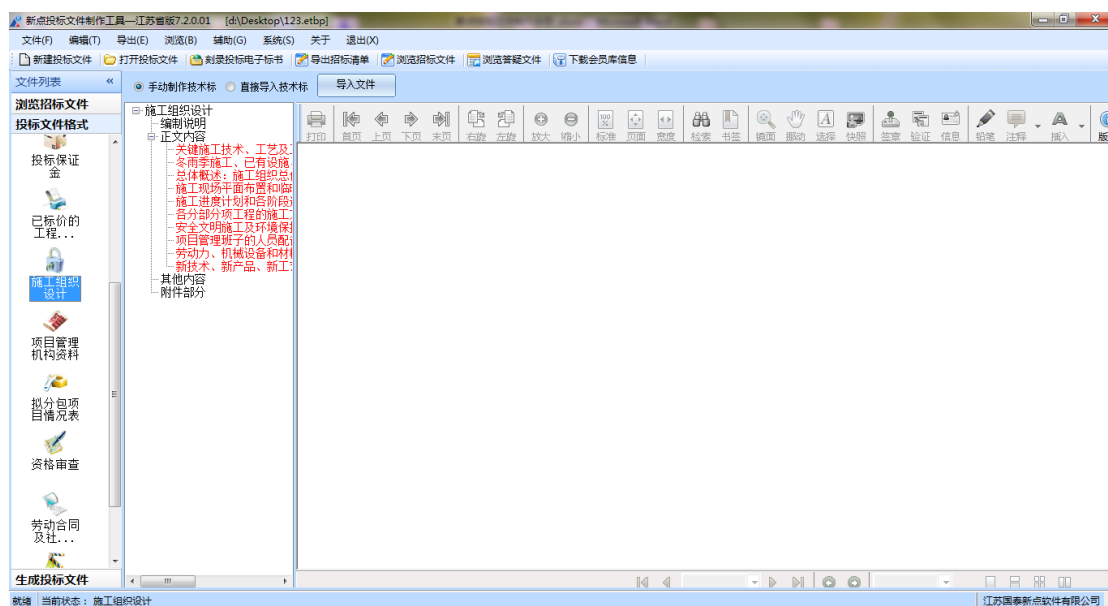 新点投标文件制作工具—江苏省版7.2.0.01 [d:\Desktop\123.etbp]
文件(F) 编辑(T) 导出(E) 浏览(B) 辅助(G) 系统(S) 关于 退出(X)
新建投标文件 打开投标文件 刻录投标电子标书 导出招标清单 浏览招标文件 浏览答疑文件 下载会员库信息
文件列表 «
手动制作技术标 直接导入技术标 导入文件
浏览招标文件
投标文件格式
投标保证
金
已标价的
工程...
施工组织
设计
项目管理
机构资料
拟分包项
目情况表
资格审查
劳动合同
及社...
生成投标文件
施工组织设计
编制说明
正文内容
关键施工技术、工艺及
冬雨季施工、已有设施
总体概述：施工组织总
施工现场平面布置和临
施工进度计划和各阶段
各分部分项工程的施工
安全文明施工及环境保
项目管理班子的人员配
劳动力、机械设备和材
新技术、新产品、新工
其他内容
附件部分
打印 首页 上页 下页 末页 右旋 左旋 放大 缩小 标准 页面 宽度 检索 书签 镜面 挪动 选择 快照 签章 验证 信息 铅笔 注释 插入 版
就绪 当前状态：施工组织设计 江苏国泰新点软件有限公司